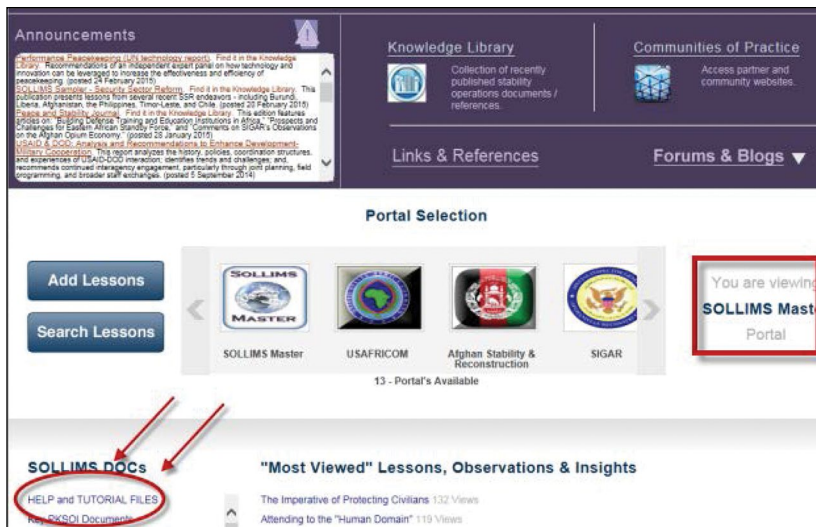 Announcements
Performance Peacekeeping (UN technology report). Find it in the Knowledge
Library. Recommendations of an independent expert panel on how technology and
innovation can be leveraged to increase the effectiveness and efficiency of
peacekeeping. (posted 24 February 2015)
SOLLIMS Sampler - Security Sector Reform. Find it in the Knowledge Library. This
publication presents lessons from several recent SSR endeavors - including Burundi,
Liberia, Afghanistan, the Philippines, Timor-Leste, and Chile. (posted 20 February 2015)
Peace and Stability Journal. Find it in the Knowledge Library. This edition features
articles on: "Building Defense Training and Education Institutions in Africa," "Prospects and
Challenges for Eastern African Standby Force," and "Comments on SIGAR's Observations
on the Afghan Opium Economy." (posted 28 January 2015)
USAID & DOD: Analysis and Recommendations to Enhance Development-
Military Cooperation. This report analyzes the history, policies, coordination structures,
and experiences of USAID-DOD interaction; identifies trends and challenges; and,
recommends continued interagency engagement, particularly through joint planning, field
programming, and broader staff exchanges. (posted 5 September 2014)
Knowledge Library
Collection of recently
published stability
operations documents /
references.
Communities of Practice
Access partner and
community websites.
Links & References
Forums & Blogs
Portal Selection
Add Lessons
Search Lessons
SOLLIMS
MASTER
SOLLIMS Master
USAFRICOM
Afghan Stability &
Reconstruction
SIGAR
13 - Portal's Available
You are viewing
SOLLIMS Maste
Portal
SOLLIMS DOCs
HELP and TUTORIAL FILES
Key PKSOI Documents
"Most Viewed" Lessons, Observations & Insights
The Imperative of Protecting Civilians 132 Views
Attending to the "Human Domain" 119 Views